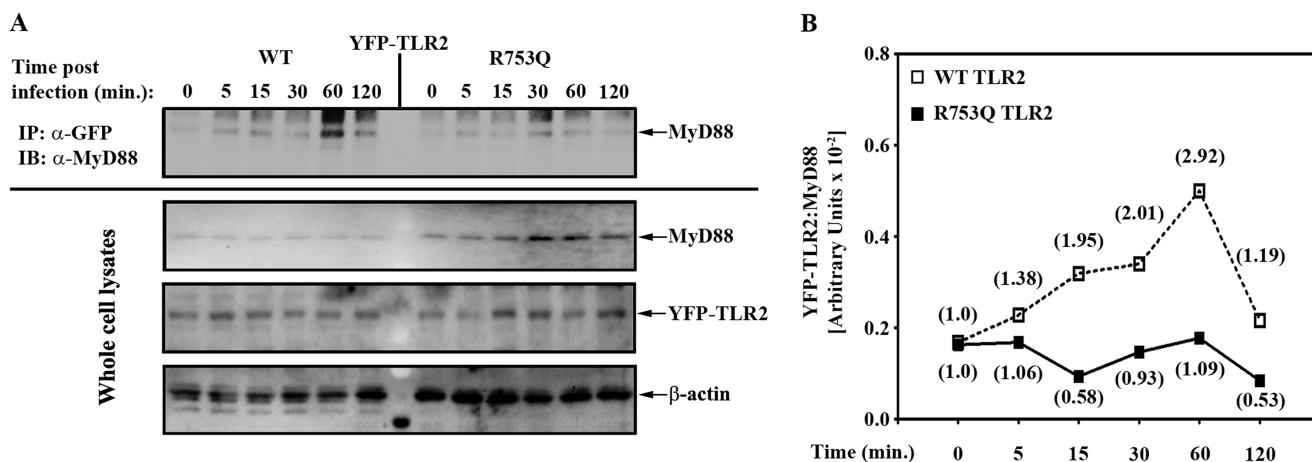 A
YFP-TLR2
WT
R753Q
Time post
infection (min.):
0 5 15 30 60 120 0 5 15 30 60 120
IP: α-GFP
IB: α-MyD88
MyD88
Whole cell lysates
MyD88
YFP-TLR2
β-actin
B
YFP-TLR2:MyD88
[Arbitrary Units x 10-2]
0.8
0.6
0.4
0.2
0.0
WT TLR2
R753Q TLR2
(1.0)
(1.38)
(1.95)
(2.01)
(2.92)
(1.19)
(1.0)
(1.06)
(0.58)
(0.93)
(1.09)
(0.53)
Time (min.) 0 5 15 30 60 120